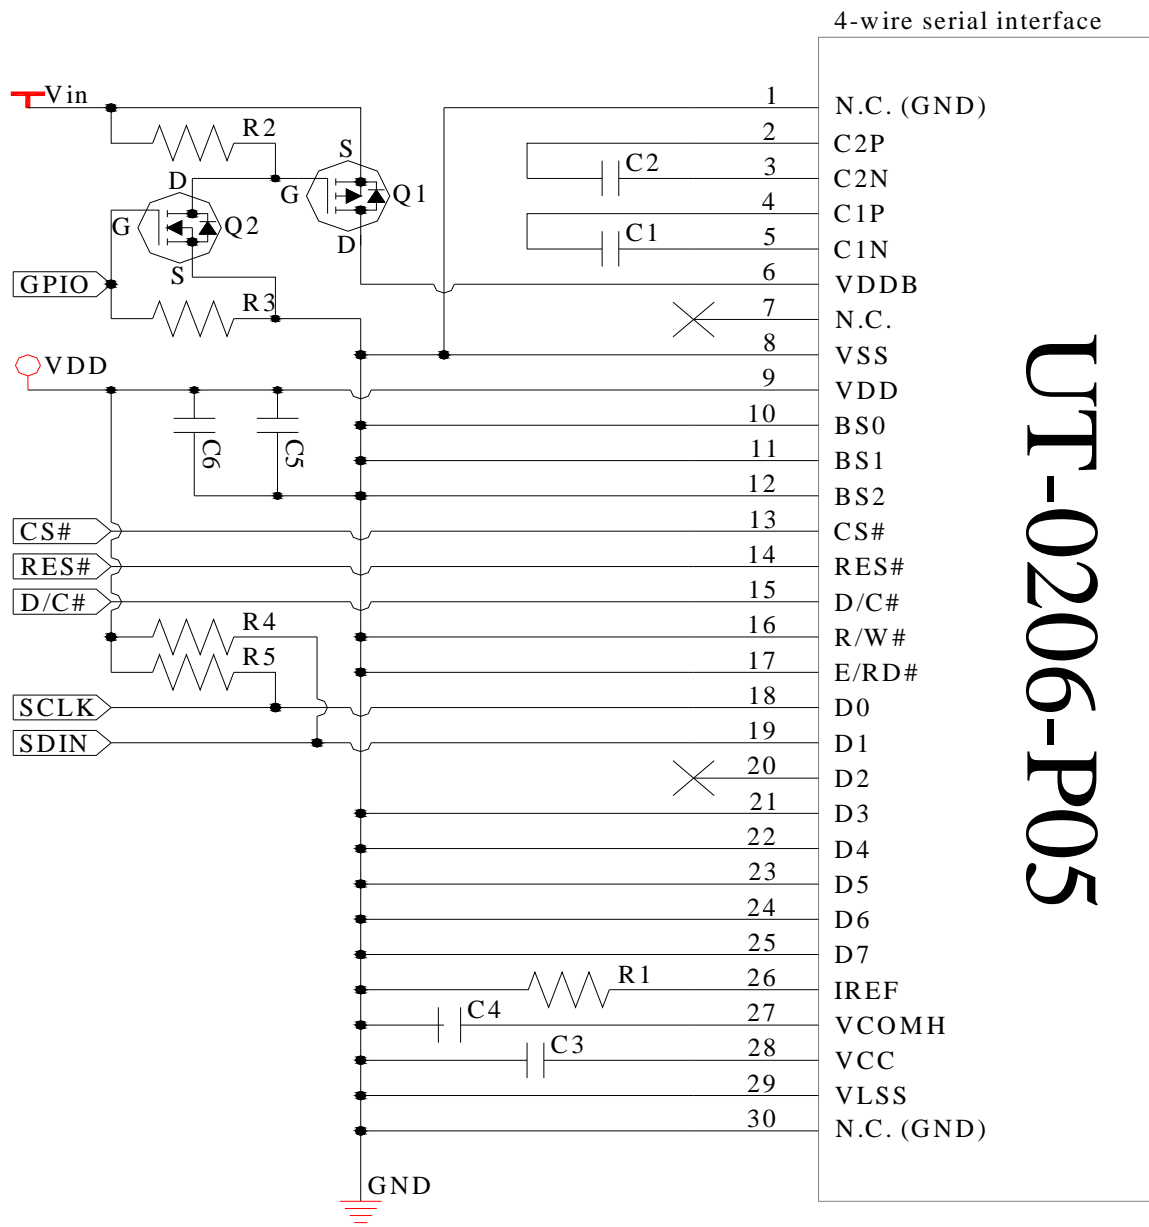 4-wire serial interface
Vin
R2
S
D
G
Q1
G
Q2
D
S
GPIO
R3
VDD
C6
C5
CS#
RES#
D/C#
R4
R5
SCLK
SDIN
C2
C1
1 N.C. (GND)
2 C2P
3 C2N
4 C1P
5 C1N
6 VDDB
7 N.C.
8 VSS
9 VDD
10 BS0
11 BS1
12 BS2
13 CS#
14 RES#
15 D/C#
16 R/W#
17 E/RD#
18 D0
19 D1
20 D2
21 D3
22 D4
23 D5
24 D6
25 D7
R1 26 IREF
C4 27 VCOMH
C3 28 VCC
29 VLSS
30 N.C. (GND)
GND
UT-0206-P05